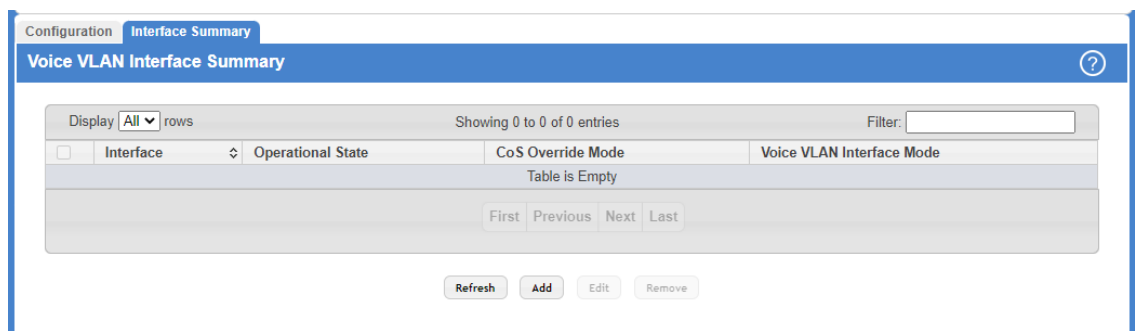 Configuration Interface Summary
Voice VLAN Interface Summary ?
Display All rows Showing 0 to 0 of 0 entries Filter:
Interface Operational State CoS Override Mode Voice VLAN Interface Mode
Table is Empty
First Previous Next Last
Refresh Add Edit Remove